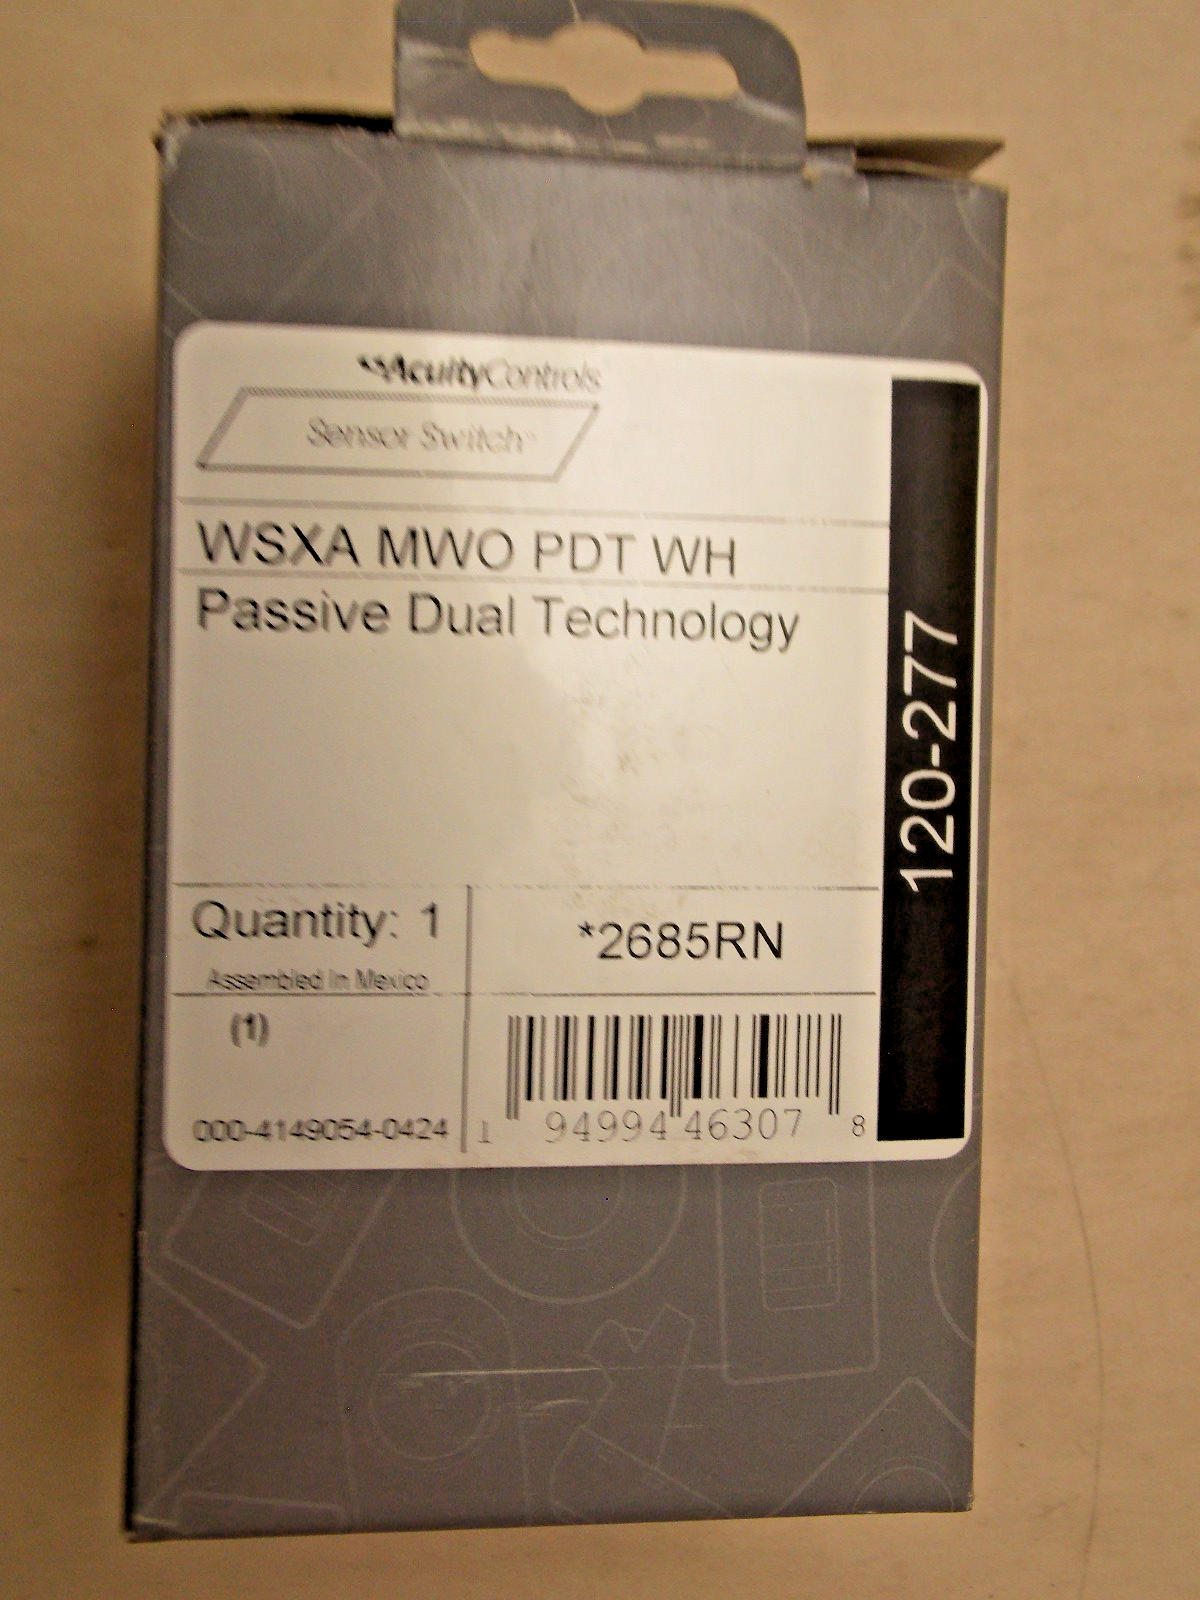 AcuityControls
Sensor Switch
WSXA MWO PDT WH
Passive Dual Technology
120-277
Quantity: 1
Assembled In Mexico
*2685RN
(1)
000-4149054-0424
1 94994 46307 8